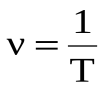 ν = 1/T